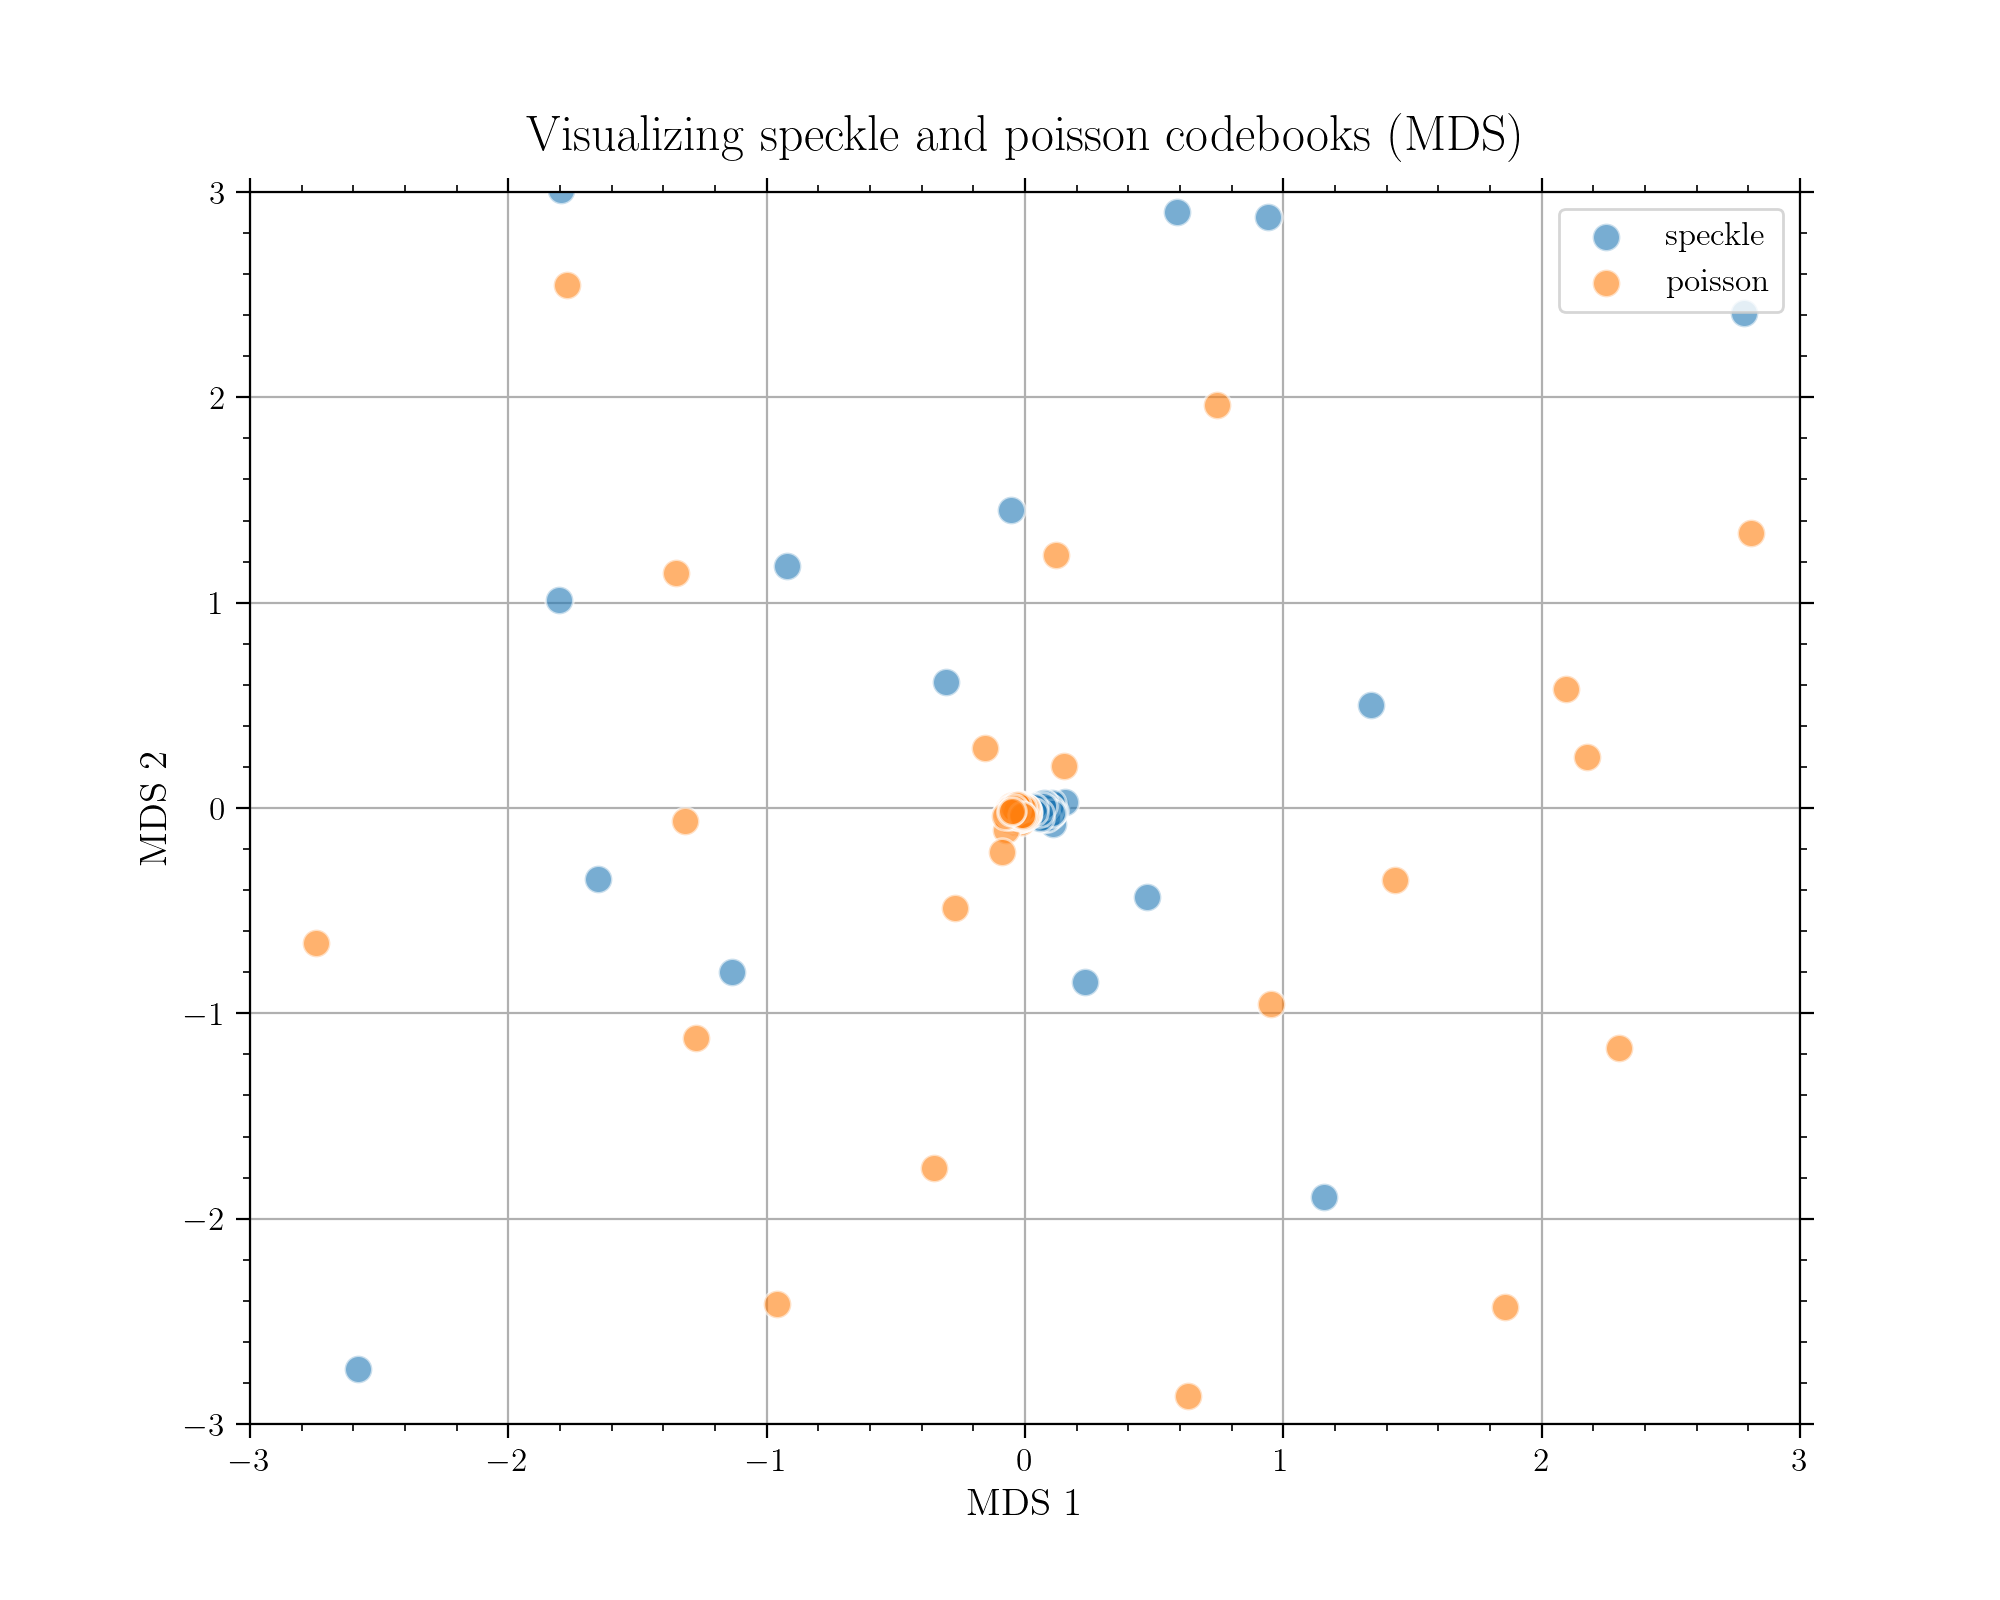 Visualizing speckle and poisson codebooks (MDS)
speckle
poisson
MDS 2
3
2
1
0
−1
−2
−3
−3
−2
−1
0
1
2
3
MDS 1